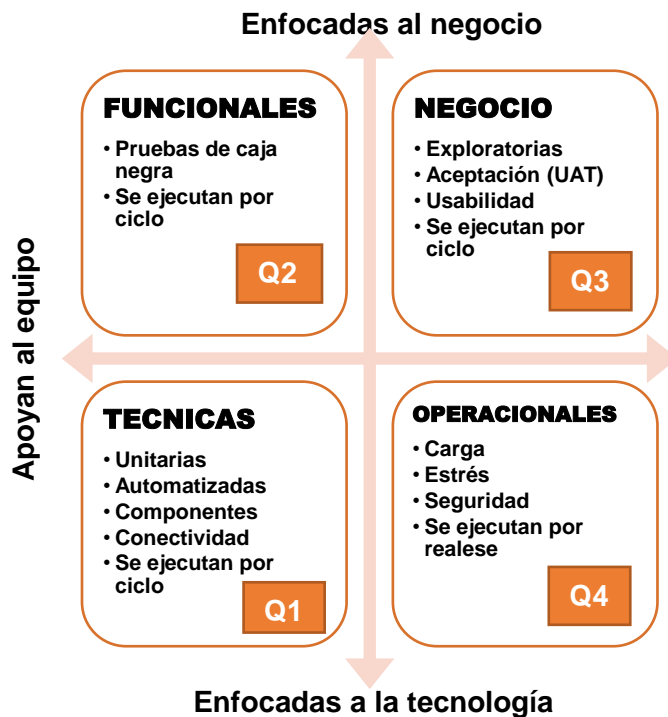 Enfocadas al negocio
Apoyan al equipo
FUNCIONALES
• Pruebas de caja
negra
• Se ejecutan por
ciclo
Q2
NEGOCIO
• Exploratorias
• Aceptación (UAT)
• Usabilidad
• Se ejecutan por
ciclo
Q3
TECNICAS
• Unitarias
• Automatizadas
• Componentes
• Conectividad
• Se ejecutan por
ciclo
Q1
OPERACIONALES
• Carga
• Estrés
• Seguridad
• Se ejecutan por
realese
Q4
Enfocadas a la tecnología